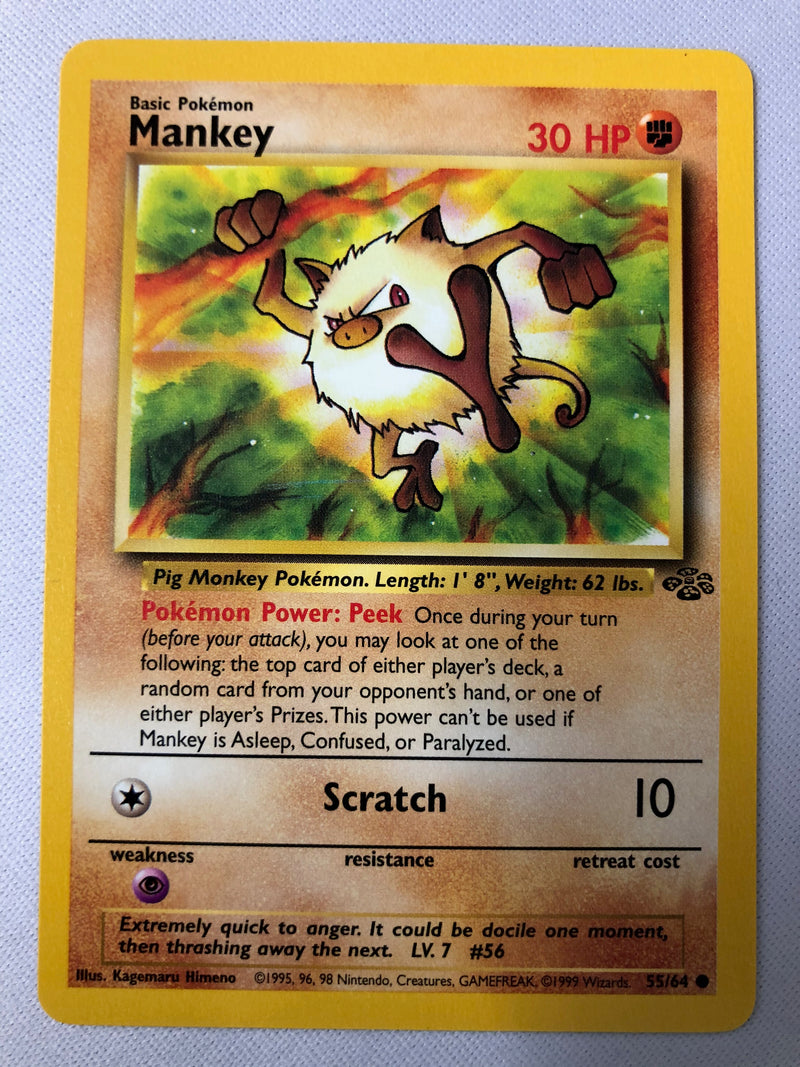 Basic Pokémon
Mankey
30 HP
Pig Monkey Pokémon. Length: 1' 8", Weight: 62 lbs.
Pokémon Power: Peek Once during your turn
(before your attack), you may look at one of the
following: the top card of either player's deck, a
random card from your opponent's hand, or one of
either player's Prizes. This power can't be used if
Mankey is Asleep, Confused, or Paralyzed.
Scratch 10
weakness resistance retreat cost
Extremely quick to anger. It could be docile one moment,
then thrashing away the next. LV. 7 #56
Illus. Kagemaru Himeno ©1995, 96, 98 Nintendo, Creatures, GAMEFREAK, ©1999 Wizards. 55/64